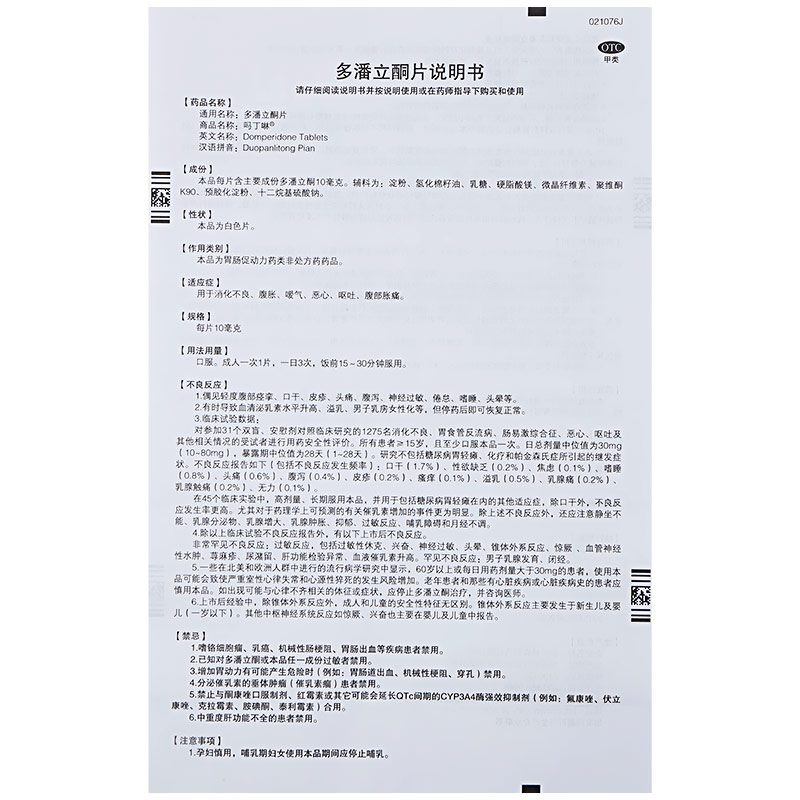 021076J
OTC
甲类
多潘立酮片说明书
请仔细阅读说明书并按说明使用或在药师指导下购买和使用
【药品名称】
通用名称：多潘立酮片
商品名称：吗丁啉®
英文名称：Domperidone Tablets
汉语拼音：Duopanlitong Pian
【成份】
本品每片含主要成份多潘立酮10毫克。辅料为：淀粉、氢化棉籽油、乳糖、硬脂酸镁、微晶纤维素、聚维酮
K90、预胶化淀粉、十二烷基硫酸钠。
【性状】
本品为白色片。
【作用类别】
本品为胃肠促动力药类非处方药药品。
【适应症】
用于消化不良、腹胀、嗳气、恶心、呕吐、腹部胀痛。
【规格】
每片10毫克
【用法用量】
口服。成人一次1片，一日3次，饭前15~30分钟服用。
【不良反应】
1.偶见轻度腹部痉挛、口干、皮疹、头痛、腹泻、神经过敏、倦怠、嗜睡、头晕等。
2.有时导致血清泌乳素水平升高、溢乳、男子乳房女性化等，但停药后即可恢复正常。
3.临床试验数据：
对参加31个双盲、安慰剂对照临床研究的1275名消化不良、胃食管反流病、肠易激综合征、恶心、呕吐及
其他相关情况的受试者进行用药安全性评价。所有患者≥15岁，且至少口服本品一次。日总剂量中位值为30mg
（10~80mg），暴露期中位值为28天（1~28天）。研究不包括糖尿病胃轻瘫、化疗和帕金森氏症所引起的继发症
状。不良反应报告如下（包括不良反应发生频率）：口干（1.7%）、性欲缺乏（0.2%）、焦虑（0.1%）、嗜睡
（0.8%）、头痛（0.6%）、腹泻（0.4%）、皮疹（0.2%）、瘙痒（0.1%）、溢乳（0.5%）、乳腺痛（0.2%）、
乳腺触痛（0.2%）、无力（0.1%）。
在45个临床实验中，高剂量、长期服用本品，并用于包括糖尿病胃轻瘫在内的其他适应症，除口干外，不良反
应发生率更高。尤其对于药理学上可预测的有关催乳素增加的事件更为明显。除上述不良反应外，还应注意静坐不
能、乳腺分泌物、乳腺增大、乳腺肿胀、抑郁、过敏反应、哺乳障碍和月经不调。
4.除以上临床试验不良反应报告外，有以下上市后不良反应。
非常罕见不良反应：过敏反应，包括过敏性休克、兴奋、神经过敏、头晕、锥体外系反应、惊厥、血管神经
性水肿、荨麻疹、尿潴留、肝功能检验异常、血液催乳素升高。罕见不良反应：男子乳腺发育、闭经。
5.一些在北美和欧洲人群中进行的流行病学研究中显示，60岁以上或每日用药剂量大于30mg的患者，使用本
品可能会致使严重室性心律失常和心源性猝死的发生风险增加。老年患者和那些有心脏疾病或心脏疾病史的患者应
慎用本品。如出现可能与心律不齐相关的体征或症状，应停止多潘立酮治疗，并咨询医师。
6.上市后经验中，除锥体外系反应外，成人和儿童的安全性特征无区别。锥体外系反应主要发生于新生儿及婴
儿（一岁以下）。其他中枢神经系统反应如惊厥、兴奋也主要在婴儿及儿童中报告。
【禁忌】
1.嗜铬细胞瘤、乳癌、机械性肠梗阻、胃肠出血等疾病患者禁用。
2.已知对多潘立酮或本品任一成份过敏者禁用。
3.增加胃动力有可能产生危险时（例如：胃肠道出血、机械性梗阻、穿孔）禁用。
4.分泌催乳素的垂体肿瘤（催乳素瘤）患者禁用。
5.禁止与酮康唑口服制剂、红霉素或其它可能会延长QTc间期的CYP3A4酶强效抑制剂（例如：氟康唑、伏立
康唑、克拉霉素、胺碘酮、泰利霉素）合用。
6.中重度肝功能不全的患者禁用。
【注意事项】
1.孕妇慎用，哺乳期妇女使用本品期间应停止哺乳。